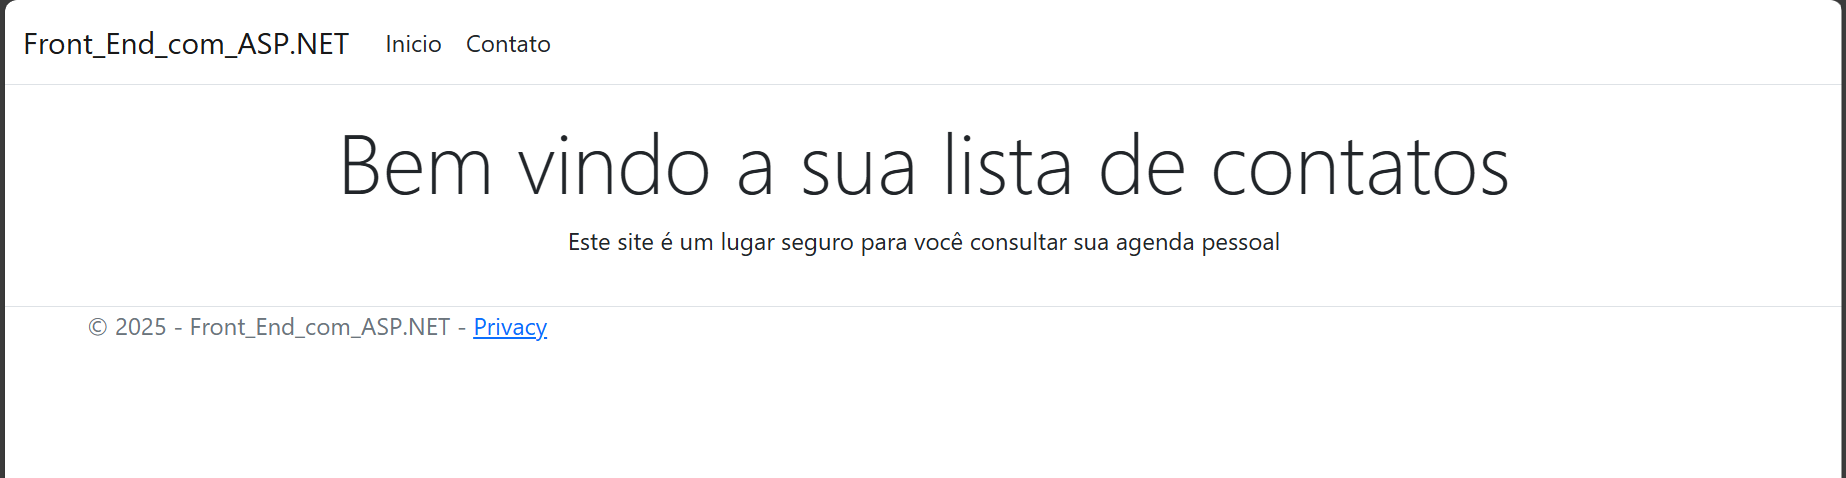 Front_End_com_ASP.NET Inicio Contato
Bem vindo a sua lista de contatos
Este site é um lugar seguro para você consultar sua agenda pessoal
© 2025 - Front_End_com_ASP.NET - Privacy